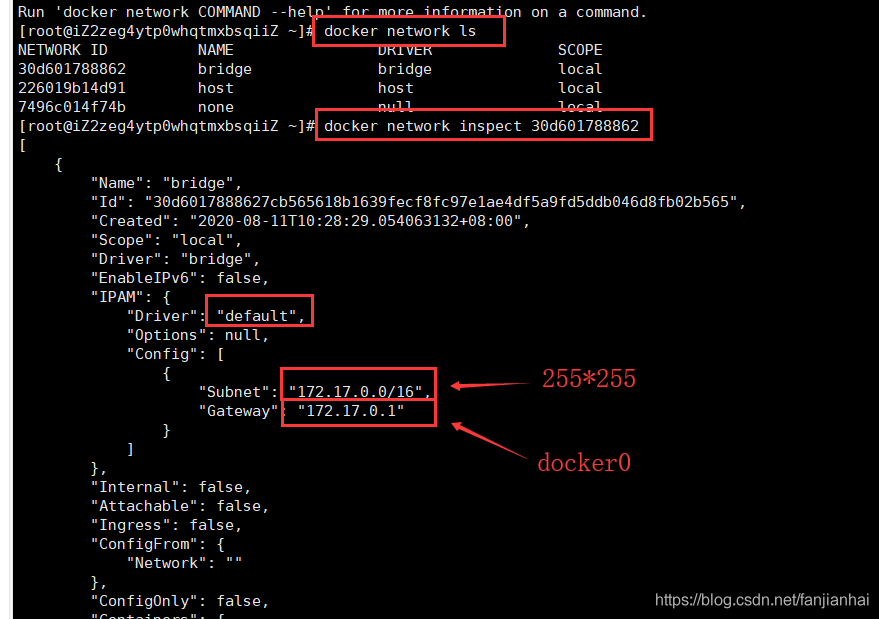 Run 'docker network COMMAND --help' for more information on a command.
[root@iZ2zeg4ytp0whqtmxbsqiiZ ~]# docker network ls
NETWORK ID NAME DRIVER SCOPE
30d601788862 bridge bridge local
226019b14d91 host host local
7496c014f74b none null local
[root@iZ2zeg4ytp0whqtmxbsqiiZ ~]# docker network inspect 30d601788862
[
{
"Name": "bridge",
"Id": "30d6017888627cb565618b1639fecf8fc97e1ae4df5a9fd5ddb046d8fb02b565",
"Created": "2020-08-11T10:28:29.054063132+08:00",
"Scope": "local",
"Driver": "bridge",
"EnableIPv6": false,
"IPAM": {
"Driver": "default",
"Options": null,
"Config": [
{
"Subnet": "172.17.0.0/16", 255*255
"Gateway": "172.17.0.1"
}
]
docker0
},
"Internal": false,
"Attachable": false,
"Ingress": false,
"ConfigFrom": {
"Network": ""
},
"ConfigOnly": false,
"Containers": {
https://blog.csdn.net/fanjianhai